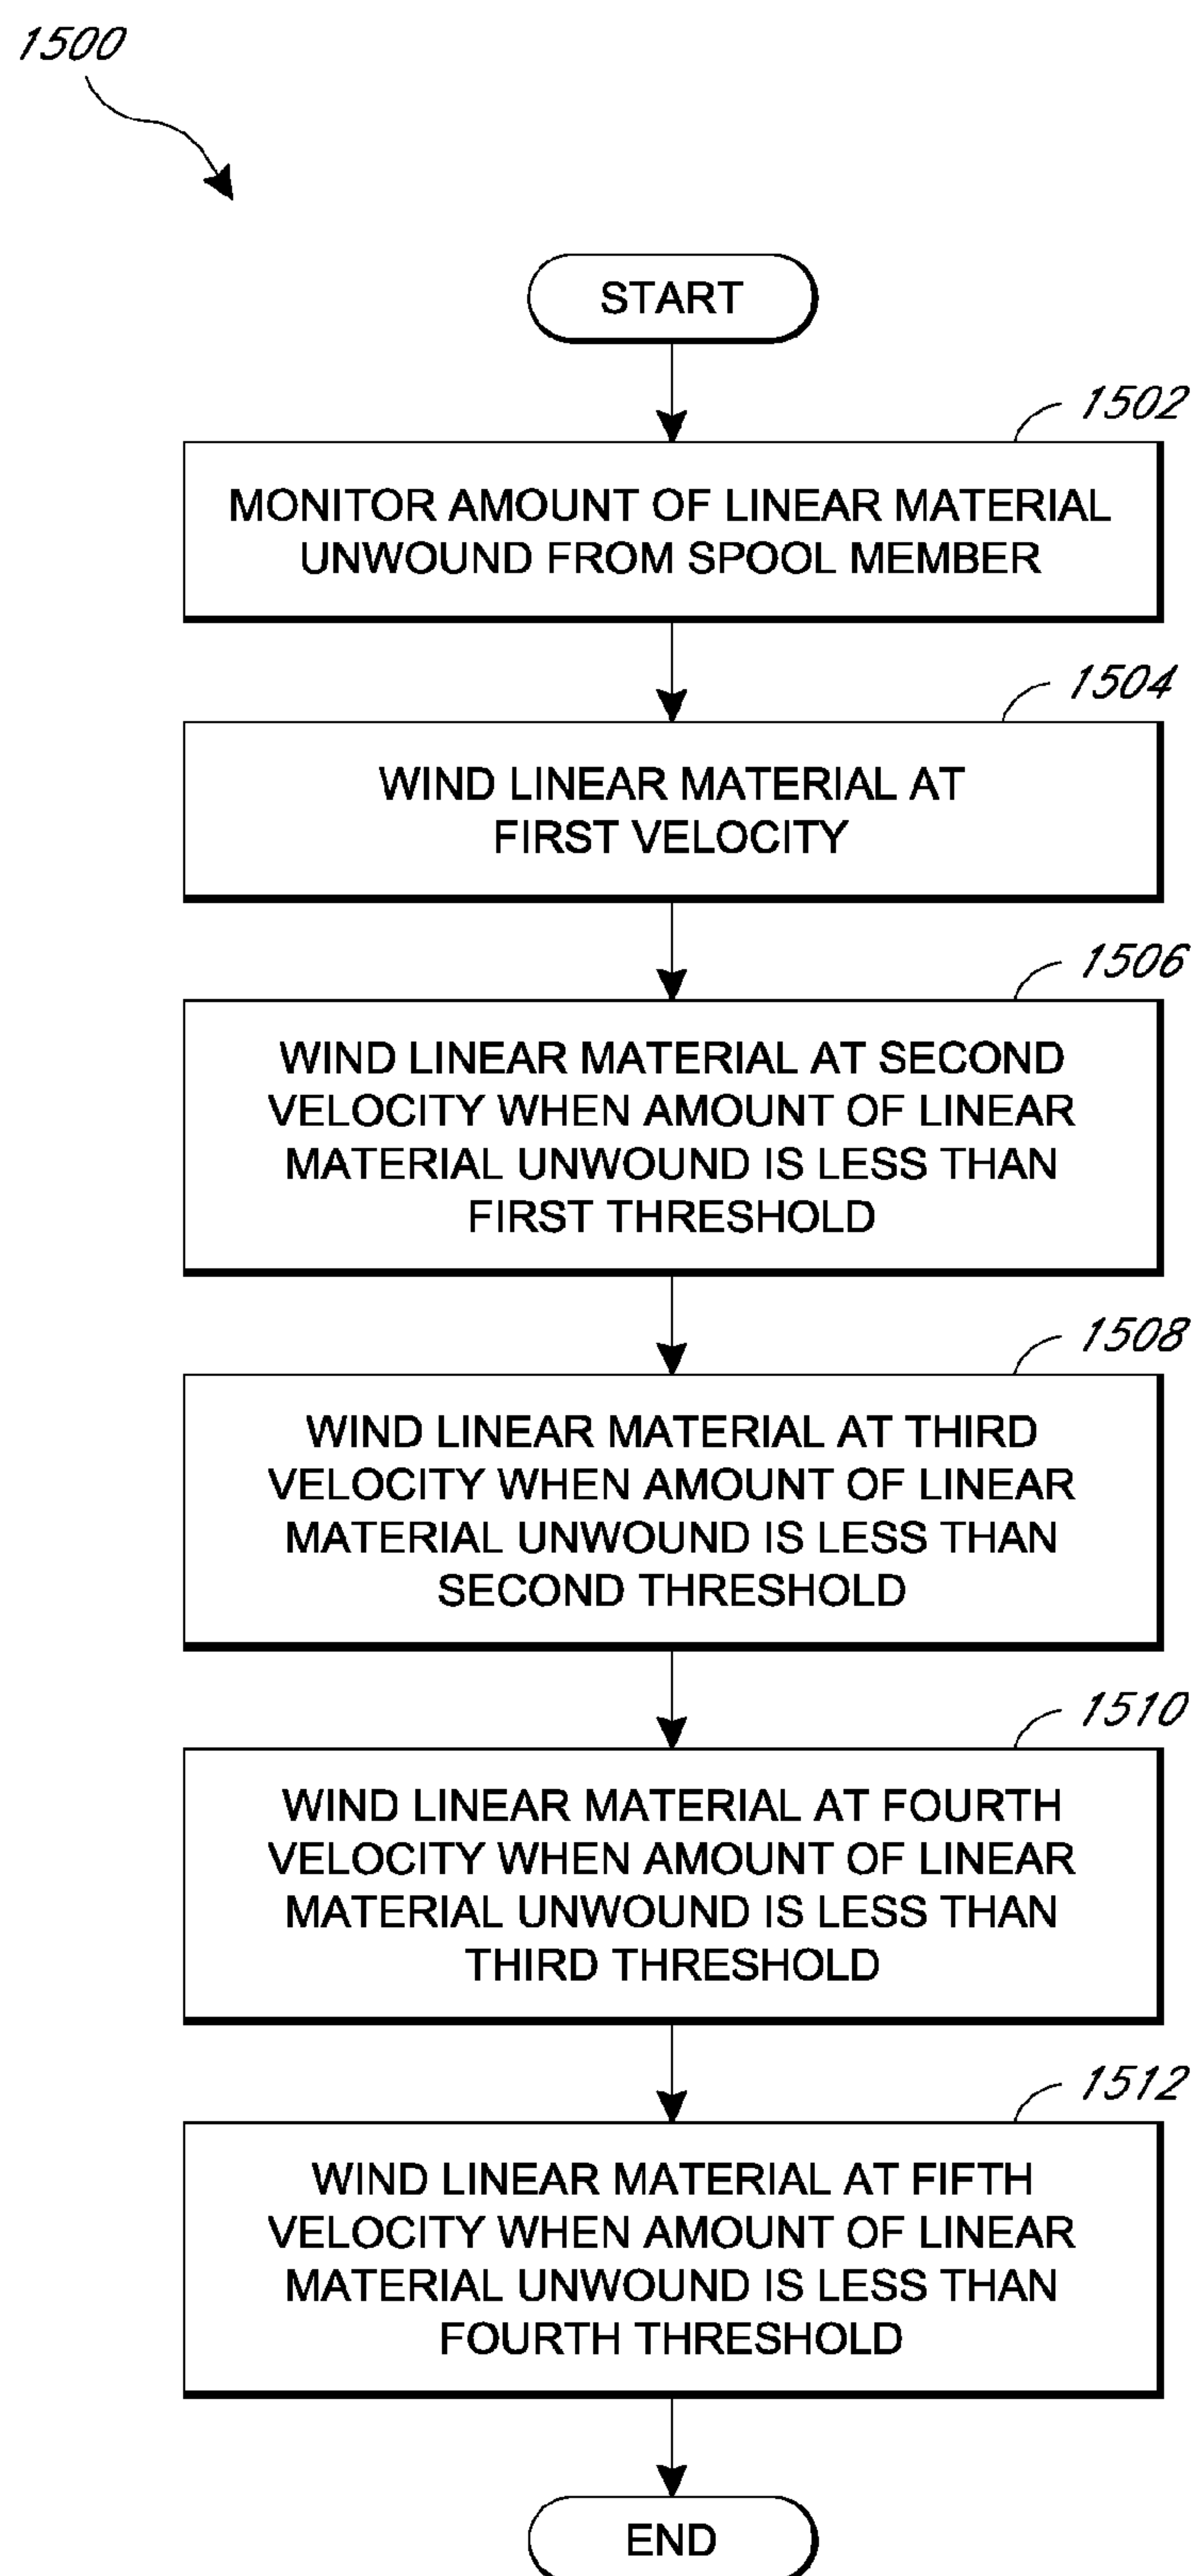 1500
START
1502
MONITOR AMOUNT OF LINEAR MATERIAL
UNWOUND FROM SPOOL MEMBER
1504
WIND LINEAR MATERIAL AT
FIRST VELOCITY
1506
WIND LINEAR MATERIAL AT SECOND
VELOCITY WHEN AMOUNT OF LINEAR
MATERIAL UNWOUND IS LESS THAN
FIRST THRESHOLD
1508
WIND LINEAR MATERIAL AT THIRD
VELOCITY WHEN AMOUNT OF LINEAR
MATERIAL UNWOUND IS LESS THAN
SECOND THRESHOLD
1510
WIND LINEAR MATERIAL AT FOURTH
VELOCITY WHEN AMOUNT OF LINEAR
MATERIAL UNWOUND IS LESS THAN
THIRD THRESHOLD
1512
WIND LINEAR MATERIAL AT FIFTH
VELOCITY WHEN AMOUNT OF LINEAR
MATERIAL UNWOUND IS LESS THAN
FOURTH THRESHOLD
END